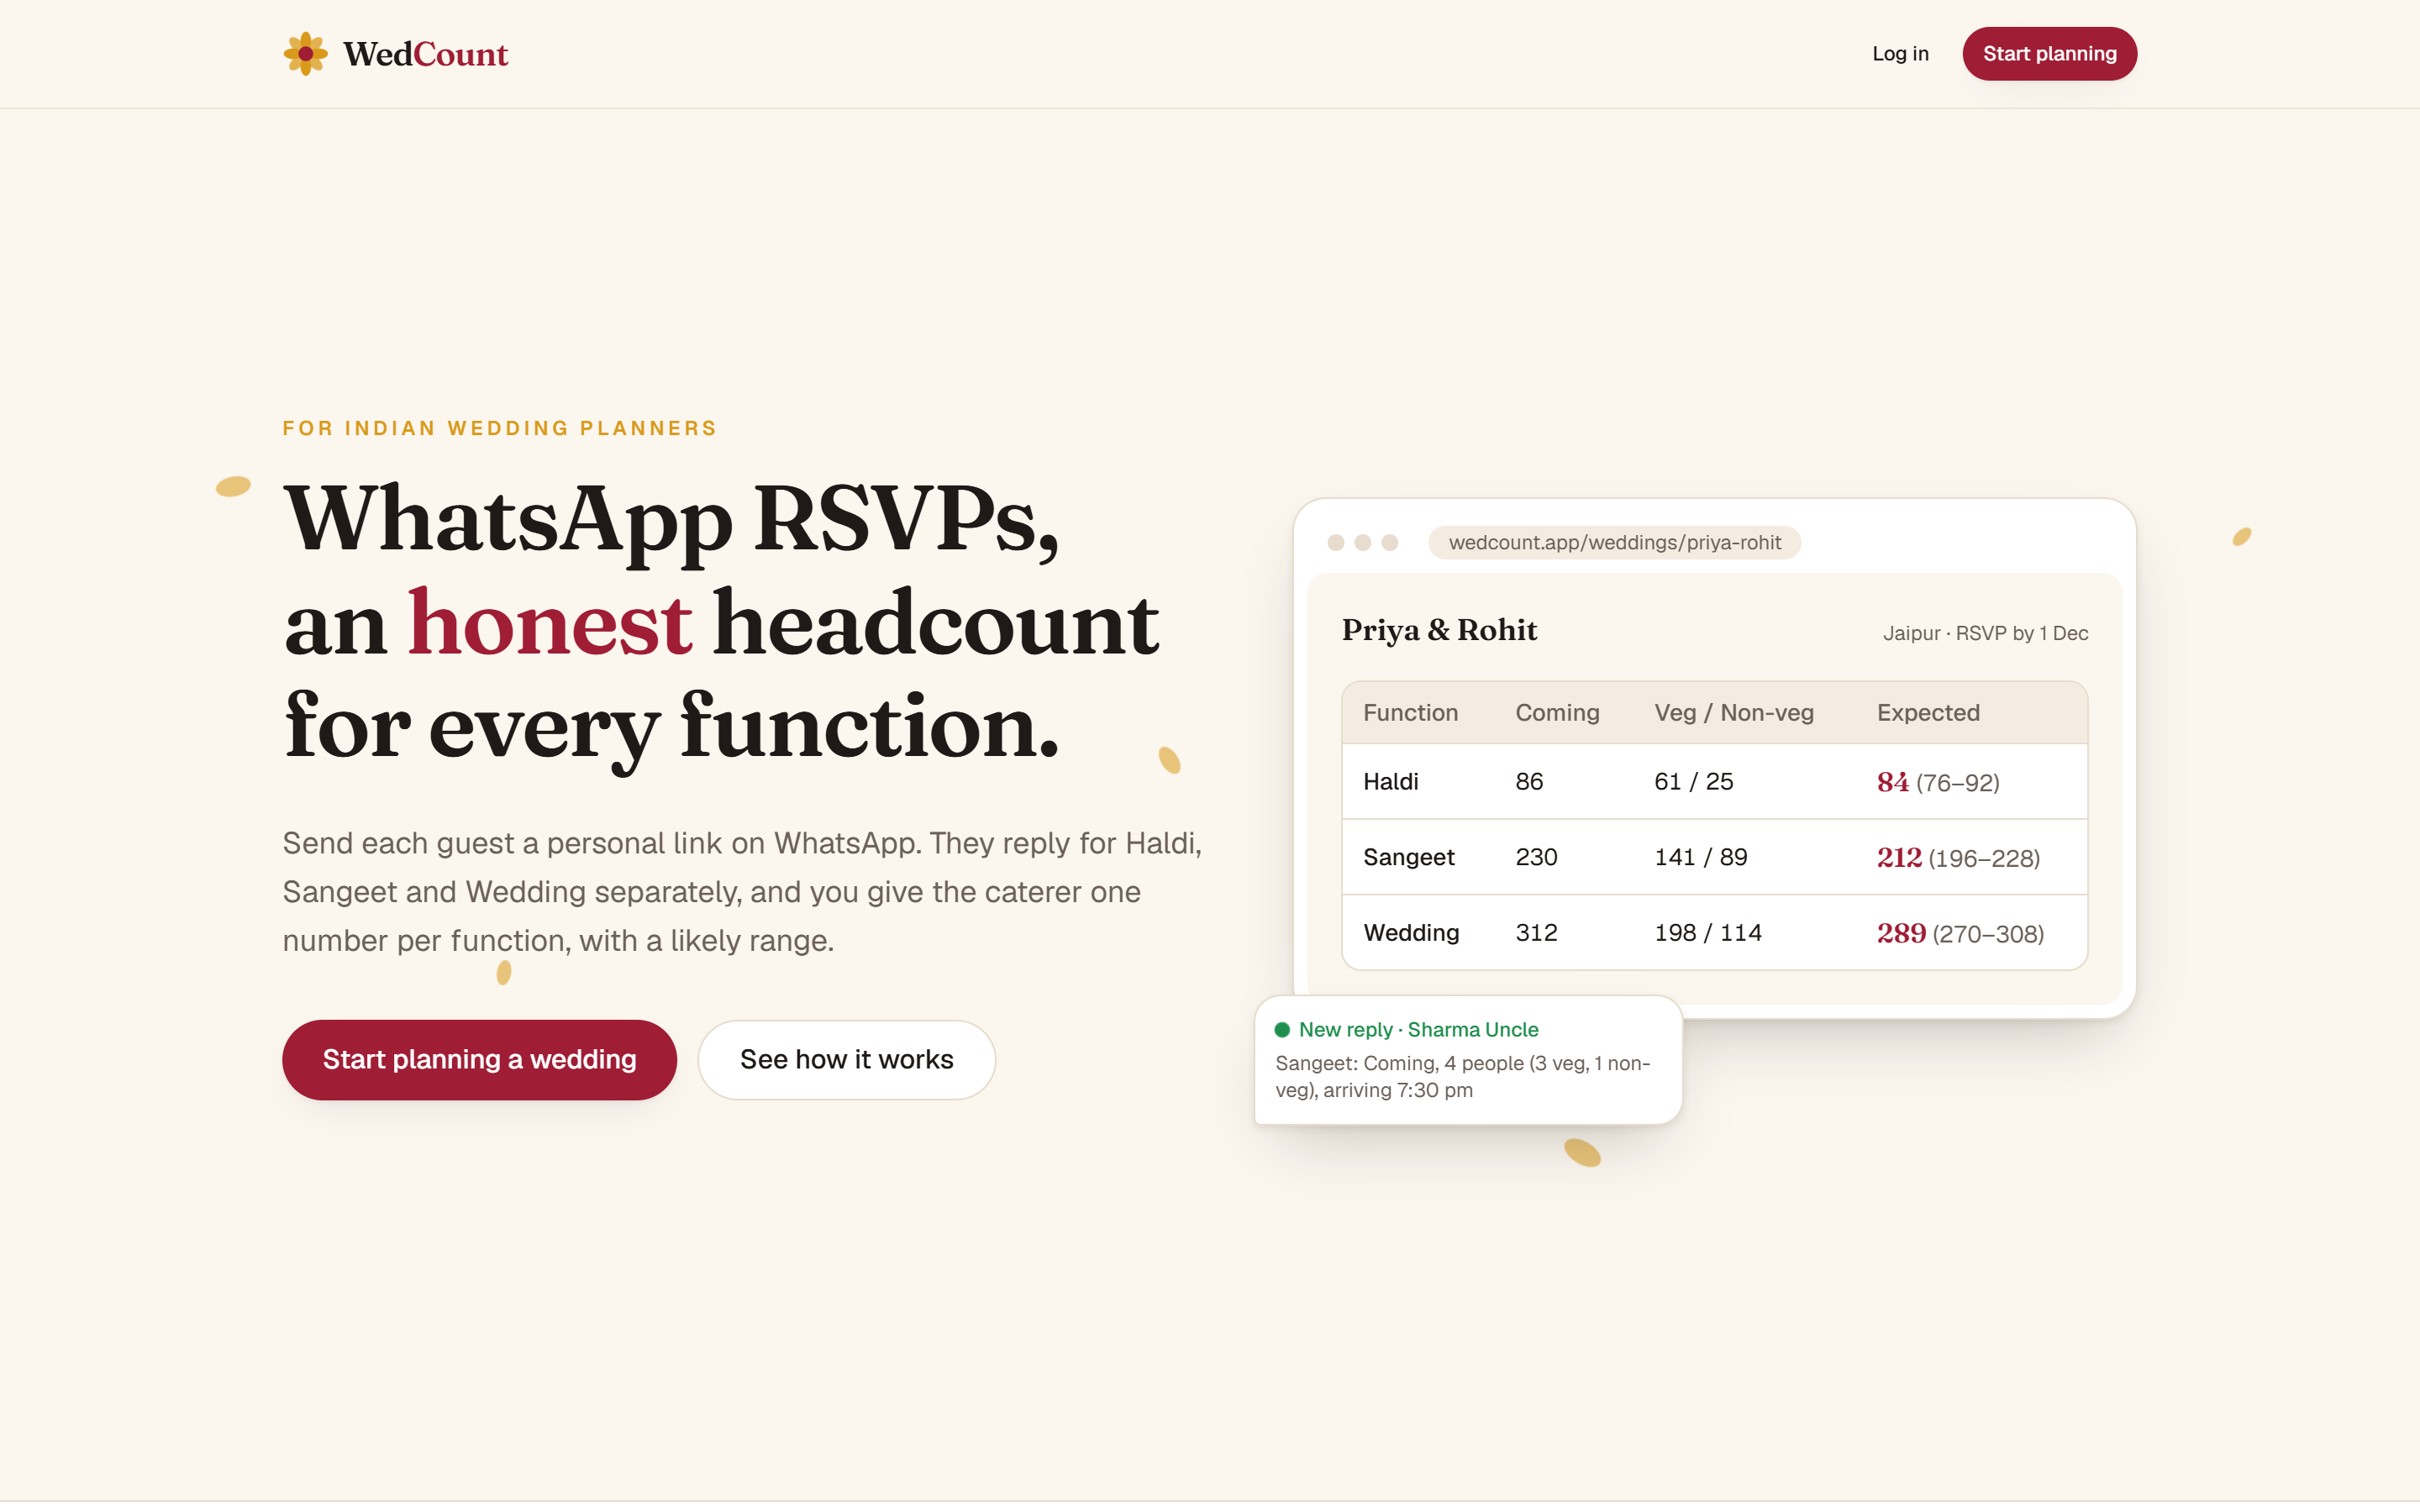 WedCount
Log in
Start planning
FOR INDIAN WEDDING PLANNERS
WhatsApp RSVPs,
an honest headcount
for every function.
Send each guest a personal link on WhatsApp. They reply for Haldi,
Sangeet and Wedding separately, and you give the caterer one
number per function, with a likely range.
Start planning a wedding
See how it works
wedcount.app/weddings/priya-rohit
Priya & Rohit
Jaipur · RSVP by 1 Dec
Function Coming Veg / Non-veg Expected
Haldi 86 61 / 25 84 (76–92)
Sangeet 230 141 / 89 212 (196–228)
Wedding 312 198 / 114 289 (270–308)
New reply · Sharma Uncle
Sangeet: Coming, 4 people (3 veg, 1 non-
veg), arriving 7:30 pm